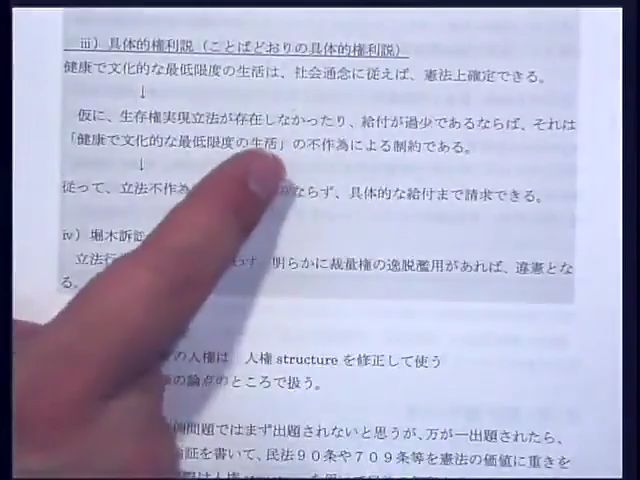 iii）具体的権利説（ことばどおりの具体的権利説）
健康で文化的な最低限度の生活は、社会通念に従えば、憲法上確定できる。
↓
仮に、生存権実現立法が存在しなかったり、給付が過少であるならば、それは
「健康で文化的な最低限度の生活」の不作為による制約である。
↓
従って、立法不作為 ならず、具体的な給付まで請求できる。
iv）堀木訴訟
立法行 わず、明らかに裁量権の逸脱濫用があれば、違憲とな
る。
の人権は 人権 structure を修正して使う
の論点のところで扱う。
問題ではまず出題されないと思うが、万が一出題されたら、
証を書いて、民法９０条や７０９条等を憲法の価値に重きを